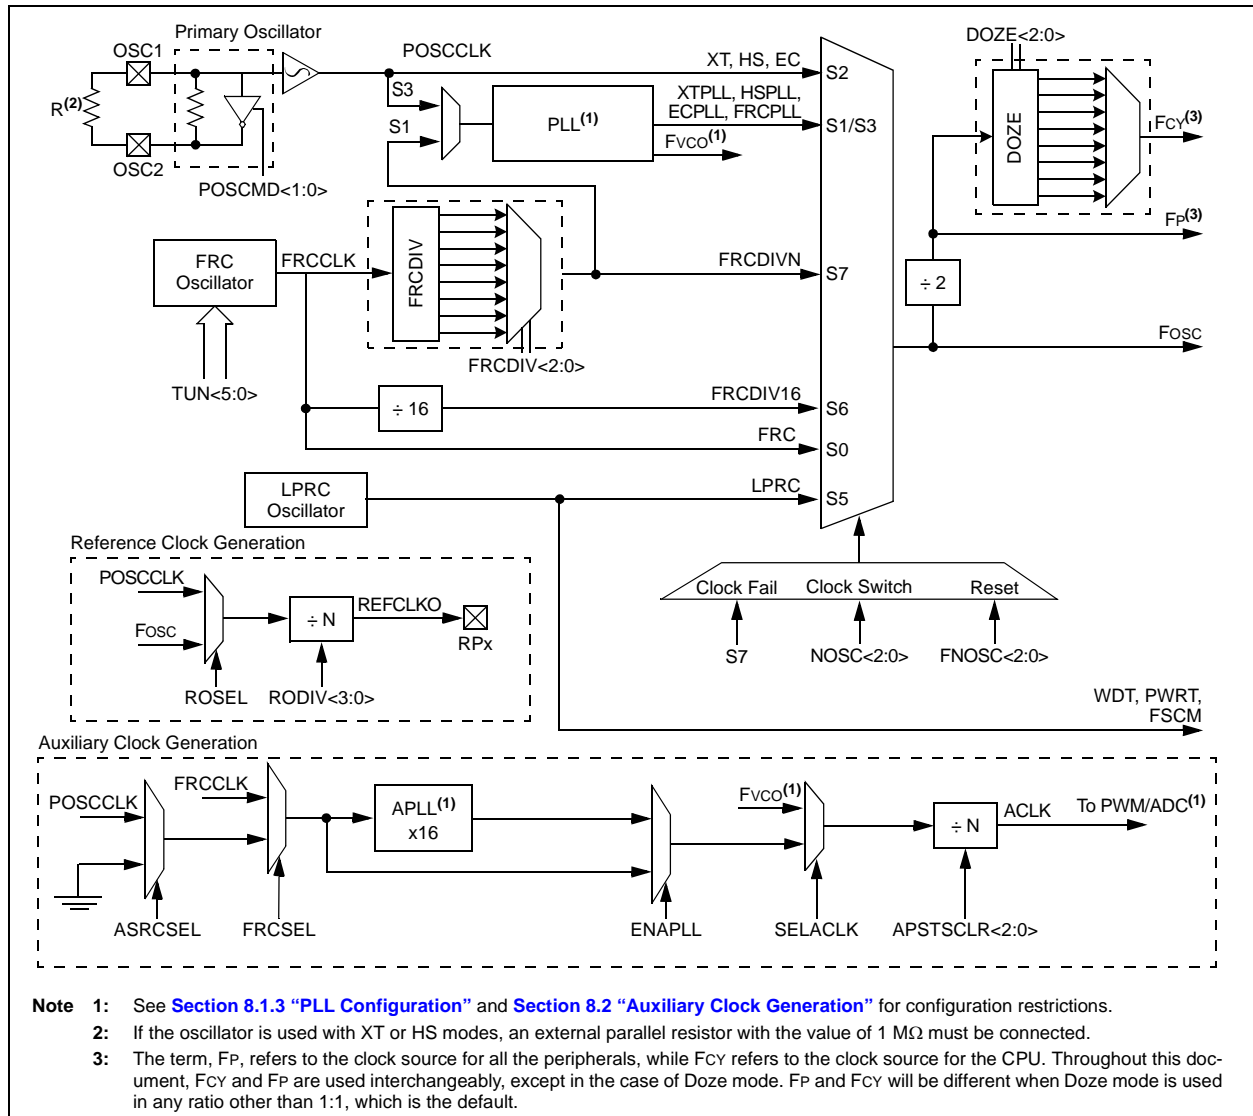 Primary Oscillator
DOZE<2:0>
OSC1
POSCCLK
XT, HS, EC
S2
R(2)
S3
XTPLL, HSPLL,
ECPLL, FRCPLL
S1/S3
PLL(1)
S1
FVCO(1)
DOZE
FCY(3)
OSC2
POSCMD<1:0>
FP(3)
FRC
Oscillator
FRCCLK
FRCDIV
FRCDIVN
S7
÷ 2
FOSC
FRCDIV<2:0>
TUN<5:0>
÷ 16
FRCDIV16
S6
FRC
S0
LPRC
Oscillator
LPRC
S5
Reference Clock Generation
POSCCLK
FOSC
÷ N
REFCLKO
RPx
ROSEL
RODIV<3:0>
Clock Fail
Clock Switch
Reset
S7
NOSC<2:0>
FNOSC<2:0>
WDT, PWRT,
FSCM
Auxiliary Clock Generation
FRCCLK
POSCCLK
APLL(1)
x16
FVCO(1)
÷ N
ACLK
To PWM/ADC(1)
ASRCSEL
FRCSEL
ENAPLL
SELACLK
APSTSCLR<2:0>
Note 1: See Section 8.1.3 “PLL Configuration” and Section 8.2 “Auxiliary Clock Generation” for configuration restrictions.
2: If the oscillator is used with XT or HS modes, an external parallel resistor with the value of 1 MΩ must be connected.
3: The term, FP, refers to the clock source for all the peripherals, while FCY refers to the clock source for the CPU. Throughout this doc-
ument, FCY and FP are used interchangeably, except in the case of Doze mode. FP and FCY will be different when Doze mode is used
in any ratio other than 1:1, which is the default.